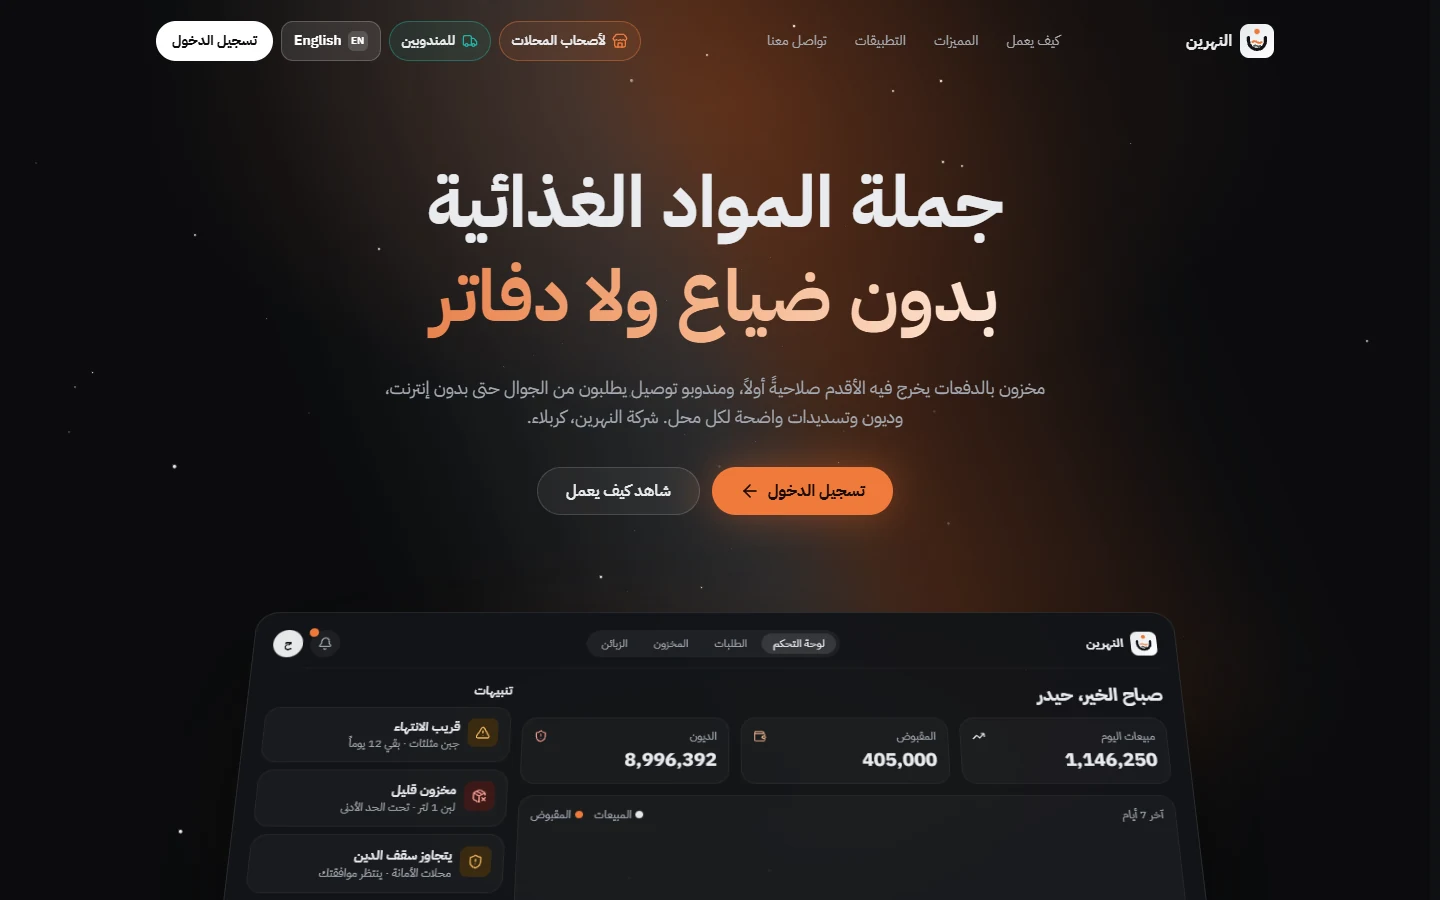 النهرين
كيف يعمل
المميزات
التطبيقات
تواصل معنا
لأصحاب المحلات
للمندوبين
EN English
تسجيل الدخول
جملة المواد الغذائية
بدون ضياع ولا دفاتر
مخزون بالدفعات يخرج فيه الأقدم صلاحيةً أولاً، ومندوبو توصيل يطلبون من الجوال حتى بدون إنترنت،
وديون وتسديدات واضحة لكل محل. شركة النهرين، كربلاء.
تسجيل الدخول
شاهد كيف يعمل
النهرين
لوحة التحكم
الطلبات
المخزون
الزبائن
ح
صباح الخير، حيدر
مبيعات اليوم
1,146,250
المقبوض
405,000
الديون
8,996,392
آخر 7 أيام
المبيعات
المقبوض
تنبيهات
قريب الانتهاء
جبن مثلثات · بقي 12 يوماً
مخزون قليل
لبن 1 لتر · تحت الحد الأدنى
يتجاوز سقف الدين
محلات الأمانة · ينتظر موافقتك